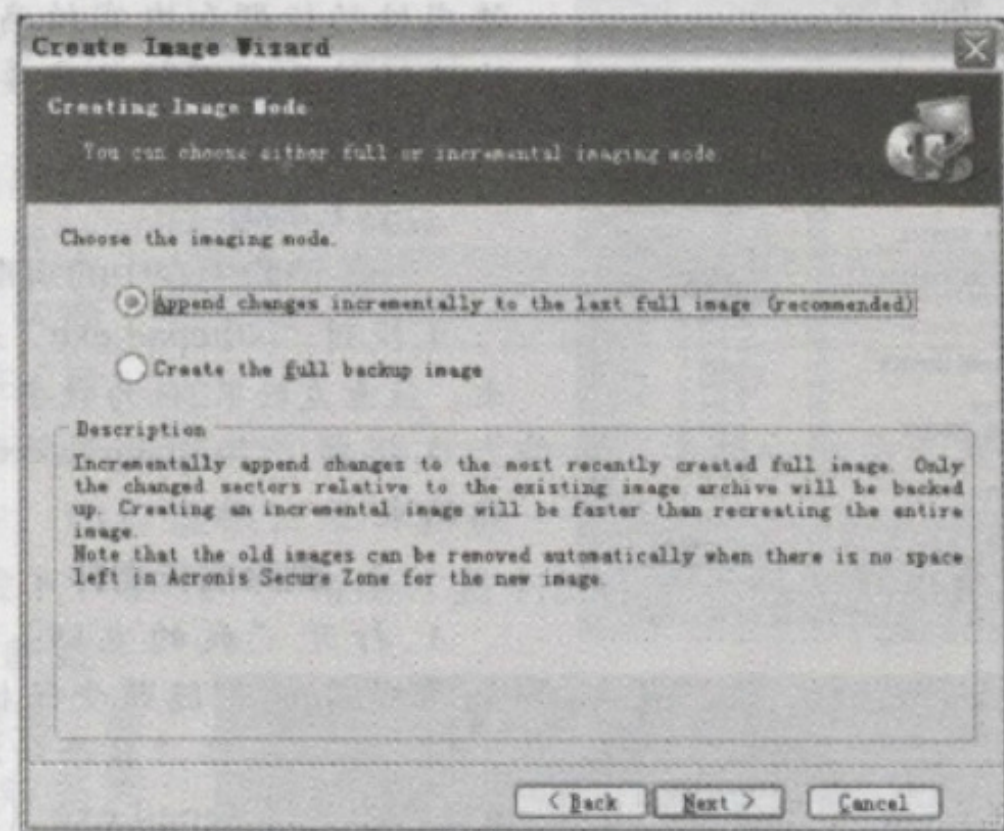 Create Image Wizard
Creating Image Mode
You can choose either full or incremental imaging mode
Choose the imaging mode.
Append changes incrementally to the last full image (recommended)
Create the full backup image
Description
Incrementally append changes to the most recently created full image. Only
the changed sectors relative to the existing image archive will be backed
up. Creating an incremental image will be faster than recreating the entire
image.
Note that the old images can be removed automatically when there is no space
left in Acronis Secure Zone for the new image.
< Back
Next >
Cancel